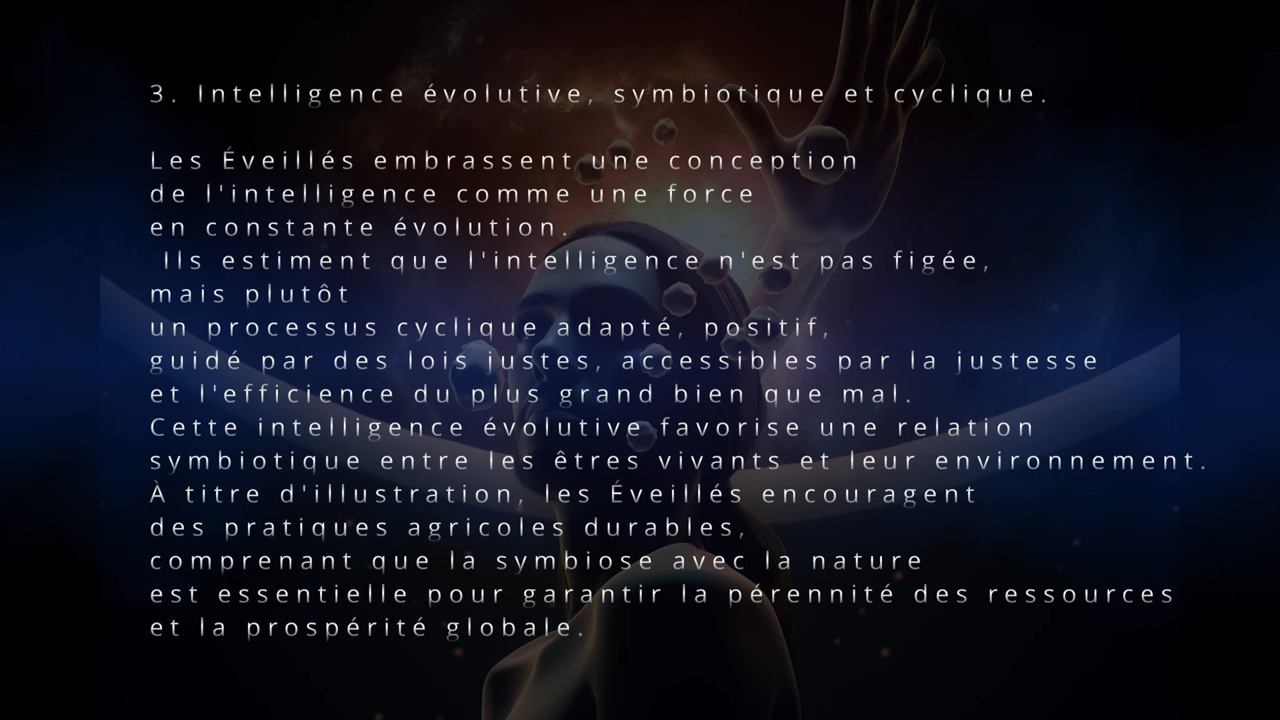 3. Intelligence évolutive, symbiotique et cyclique.
Les Éveillés embrassent une conception
de l'intelligence comme une force
en constante évolution.
Ils estiment que l'intelligence n'est pas figée,
mais plutôt
un processus cyclique adapté, positif,
guidé par des lois justes, accessibles par la justesse
et l'efficience du plus grand bien que mal.
Cette intelligence évolutive favorise une relation
symbiotique entre les êtres vivants et leur environnement.
À titre d'illustration, les Éveillés encouragent
des pratiques agricoles durables,
comprenant que la symbiose avec la nature
est essentielle pour garantir la pérennité des ressources
et la prospérité globale.